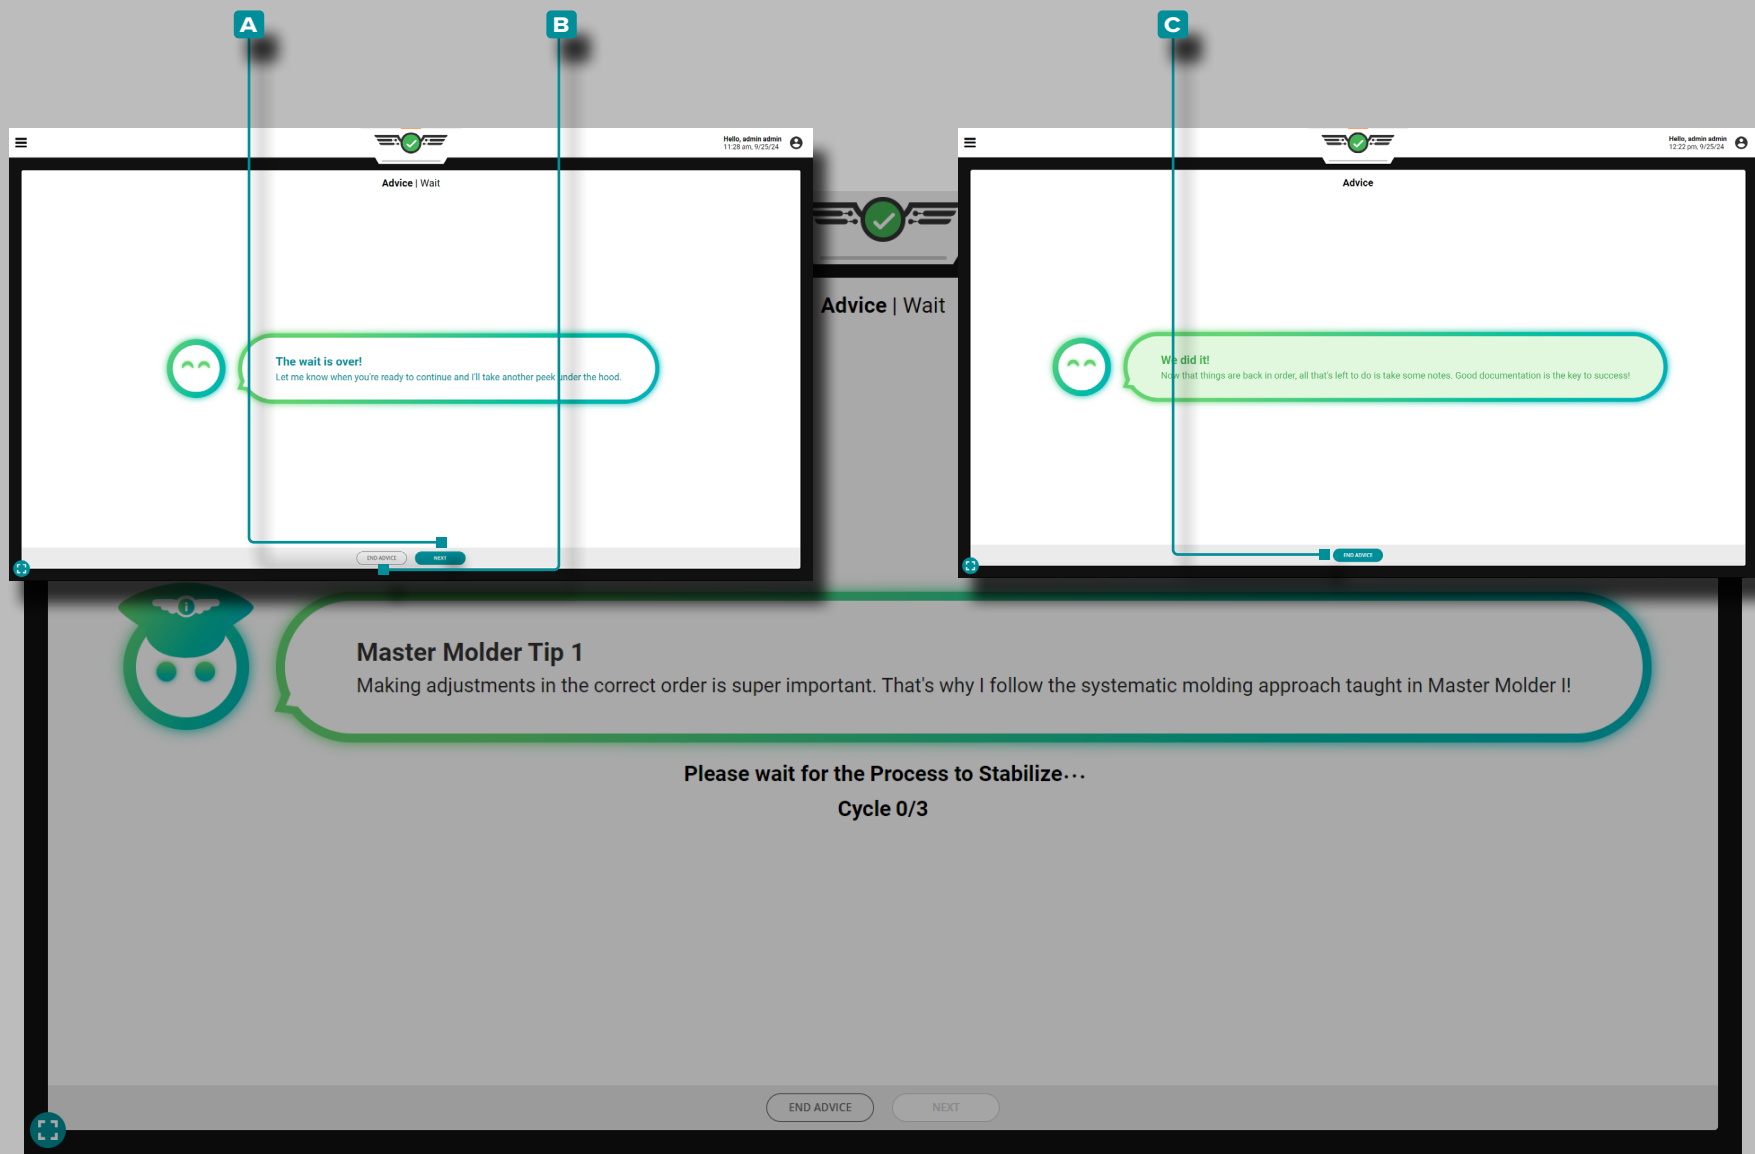 A
B
C
Hello, admin admin
11:28 am, 9/25/24
Advice | Wait
The wait is over!
Let me know when you're ready to continue and I'll take another peek under the hood.
END ADVICE
NEXT
Hello, admin admin
12:22 pm, 9/25/24
Advice
We did it!
Now that things are back in order, all that's left to do is take some notes. Good documentation is the key to success!
END ADVICE
Advice | Wait
Master Molder Tip 1
Making adjustments in the correct order is super important. That's why I follow the systematic molding approach taught in Master Molder I!
Please wait for the Process to Stabilize...
Cycle 0/3
END ADVICE
NEXT